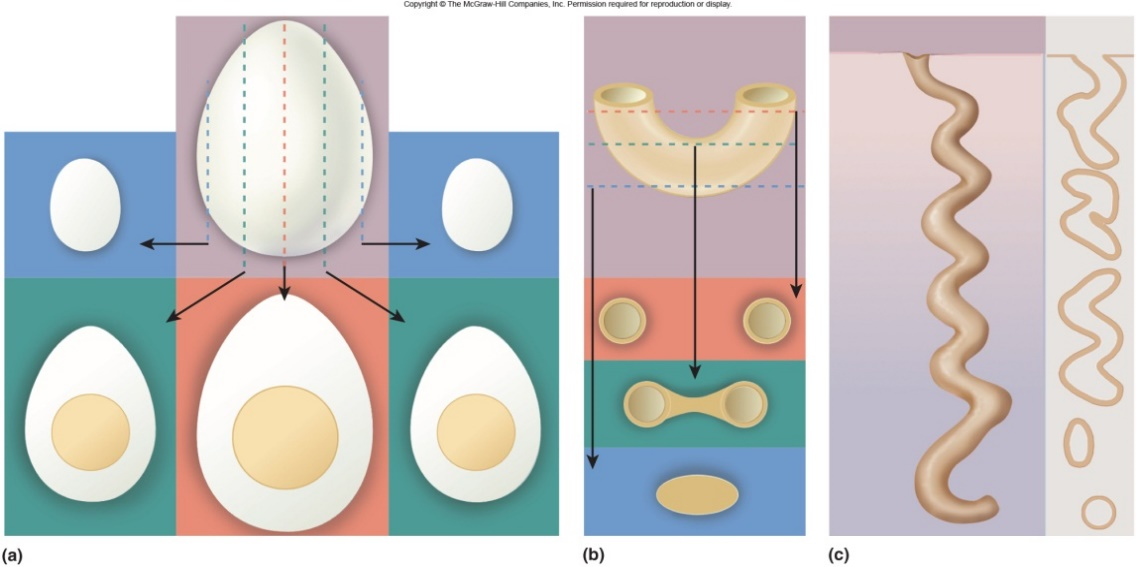 Copyright © The McGraw-Hill Companies, Inc. Permission required for reproduction or display.
(a)
(b)
(c)